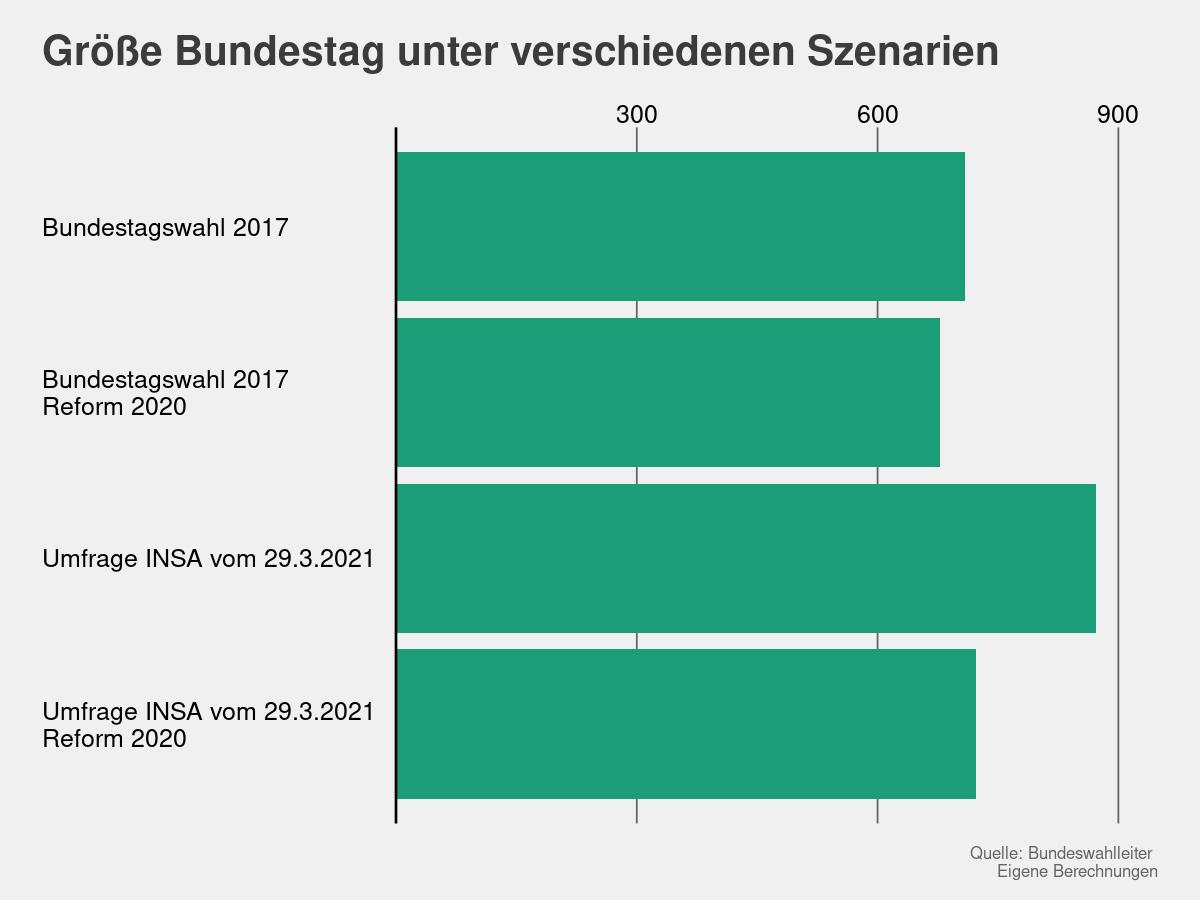 Größe Bundestag unter verschiedenen Szenarien
300 600 900
Bundestagswahl 2017
Bundestagswahl 2017
Reform 2020
Umfrage INSA vom 29.3.2021
Umfrage INSA vom 29.3.2021
Reform 2020
Quelle: Bundeswahlleiter
Eigene Berechnungen